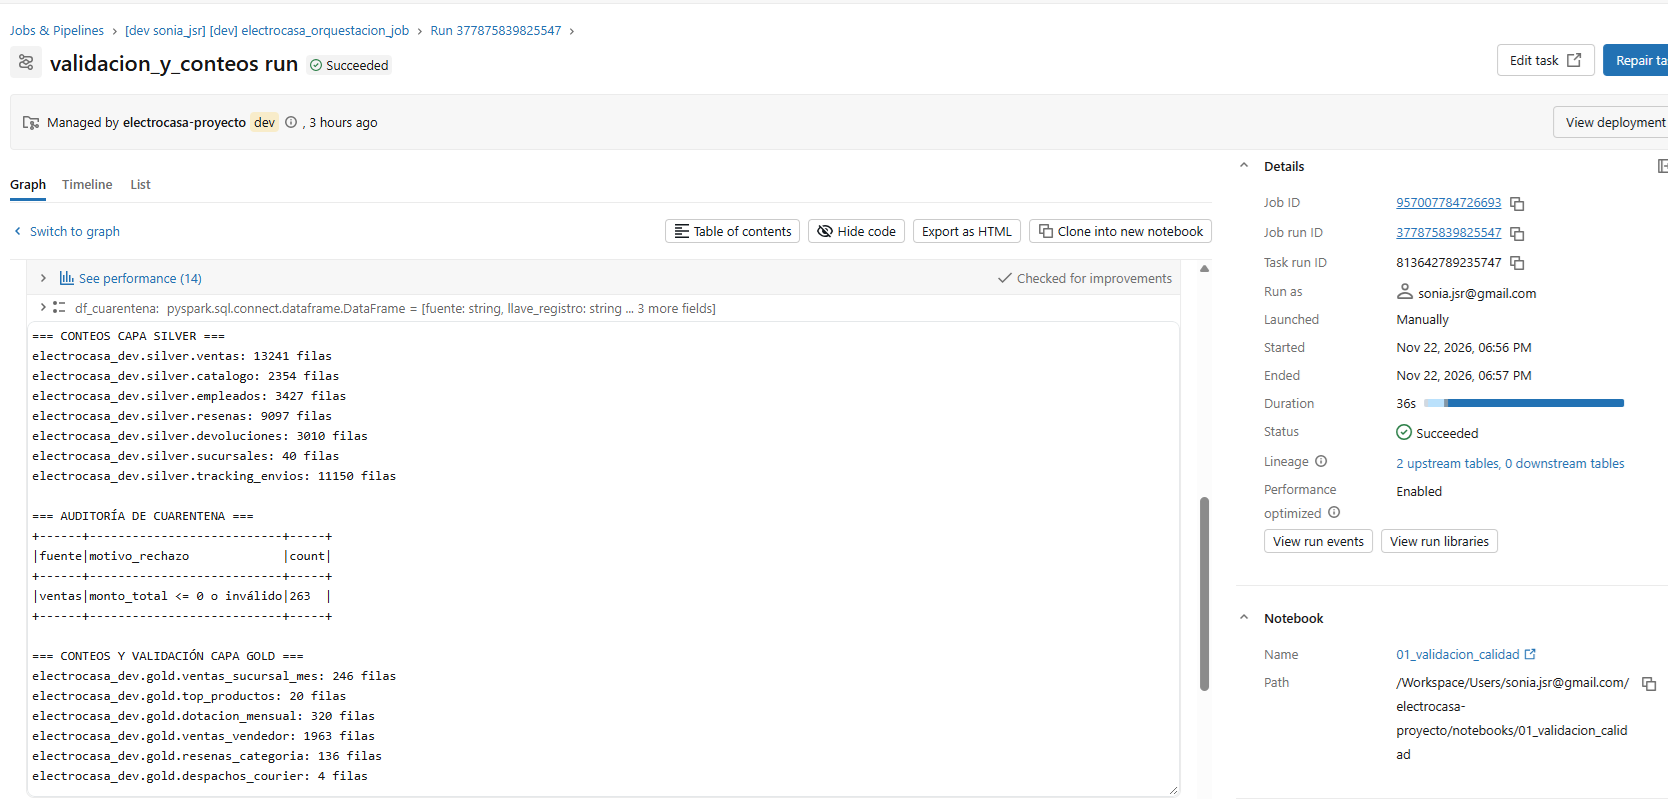 Jobs & Pipelines > [dev sonia_jsr] [dev] electrocasa_orquestacion_job > Run 377875839825547 >
validacion_y_conteos run Succeeded
Edit task
Repair ta
Managed by electrocasa-proyecto dev , 3 hours ago
View deployment
Graph Timeline List
Switch to graph
Table of contents
Hide code
Export as HTML
Clone into new notebook
See performance (14)
Checked for improvements
df_cuarentena: pyspark.sql.connect.dataframe.DataFrame = [fuente: string, llave_registro: string ... 3 more fields]
=== CONTEOS CAPA SILVER ===
electrocasa_dev.silver.ventas: 13241 filas
electrocasa_dev.silver.catalogo: 2354 filas
electrocasa_dev.silver.empleados: 3427 filas
electrocasa_dev.silver.resenas: 9097 filas
electrocasa_dev.silver.devoluciones: 3010 filas
electrocasa_dev.silver.sucursales: 40 filas
electrocasa_dev.silver.tracking_envios: 11150 filas
=== AUDITORÍA DE CUARENTENA ===
+------+---------------------------+-----+
|fuente|motivo_rechazo             |count|
+------+---------------------------+-----+
|ventas|monto_total <= 0 o inválido|263  |
+------+---------------------------+-----+
=== CONTEOS Y VALIDACIÓN CAPA GOLD ===
electrocasa_dev.gold.ventas_sucursal_mes: 246 filas
electrocasa_dev.gold.top_productos: 20 filas
electrocasa_dev.gold.dotacion_mensual: 320 filas
electrocasa_dev.gold.ventas_vendedor: 1963 filas
electrocasa_dev.gold.resenas_categoria: 136 filas
electrocasa_dev.gold.despachos_courier: 4 filas
Details
Job ID 957007784726693
Job run ID 377875839825547
Task run ID 813642789235747
Run as sonia.jsr@gmail.com
Launched Manually
Started Nov 22, 2026, 06:56 PM
Ended Nov 22, 2026, 06:57 PM
Duration 36s
Status Succeeded
Lineage 2 upstream tables, 0 downstream tables
Performance Enabled
optimized
View run events
View run libraries
Notebook
Name 01_validacion_calidad
Path /Workspace/Users/sonia.jsr@gmail.com/
electrocasa-
proyecto/notebooks/01_validacion_calid
ad